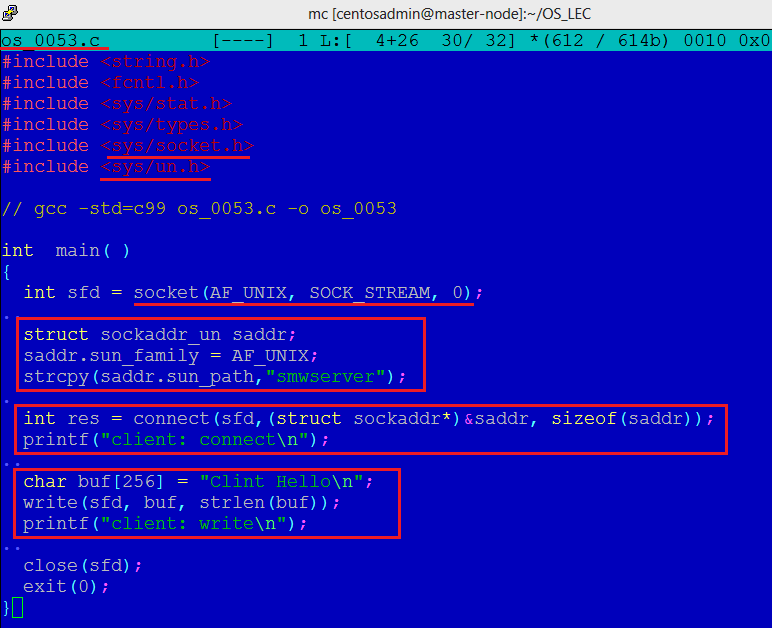 mc [centosadmin@master-node]:~/OS_LEC
os_0053.c [----] 1 L:[ 4+26 30/ 32] *(612 / 614b) 0010 0x0
#include <string.h>
#include <fcntl.h>
#include <sys/stat.h>
#include <sys/types.h>
#include <sys/socket.h>
#include <sys/un.h>
// gcc -std=c99 os_0053.c -o os_0053
int main( )
{
int sfd = socket(AF_UNIX, SOCK_STREAM, 0);
..
struct sockaddr_un saddr;
saddr.sun_family = AF_UNIX;
strcpy(saddr.sun_path,"smwserver");
.
int res = connect(sfd,(struct sockaddr*)&saddr, sizeof(saddr));
printf("client: connect\n");
..
char buf[256] = "Clint Hello\n";
write(sfd, buf, strlen(buf));
printf("client: write\n");
..
close(sfd);
exit(0);
}